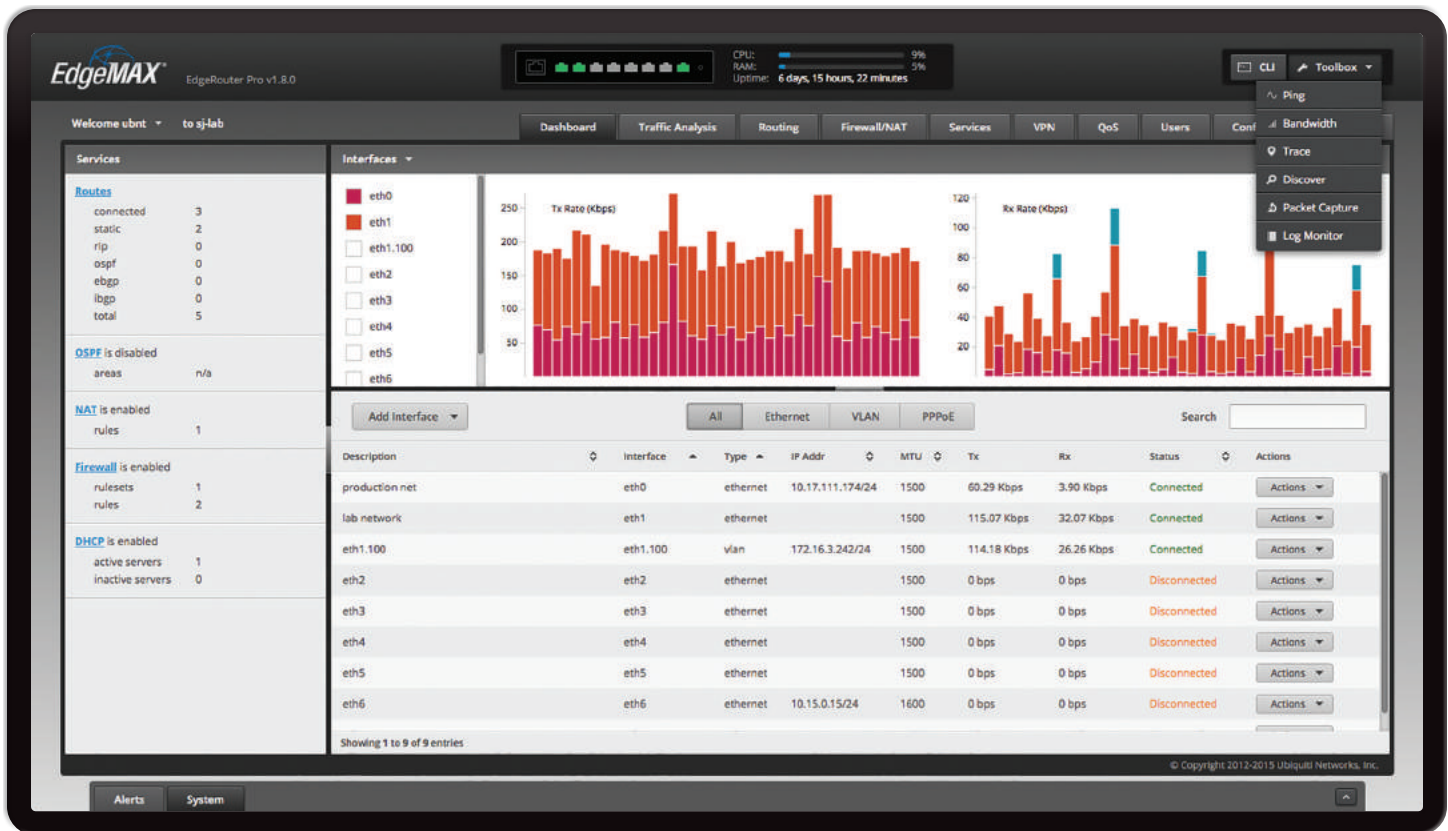 EdgeMAX®
EdgeRouter Pro v1.8.0
CPU: 9%
RAM: 5%
Uptime: 6 days, 15 hours, 22 minutes
CLI
Toolbox
Ping
Bandwidth
Trace
Discover
Packet Capture
Log Monitor
Welcome ubnt to sj-lab
Dashboard Traffic Analysis Routing Firewall/NAT Services VPN QoS Users Conf
Services
Routes
connected 3
static 2
rip 0
ospf 0
ebgp 0
ibgp 0
total 5
OSPF is disabled
areas n/a
NAT is enabled
rules 1
Firewall is enabled
rulesets 1
rules 2
DHCP is enabled
active servers 1
inactive servers 0
Interfaces
eth0
eth1
eth1.100
eth2
eth3
eth4
eth5
eth6
Tx Rate (Kbps)
250
200
150
100
50
Rx Rate (Kbps)
120
100
80
60
40
20
Add Interface All Ethernet VLAN PPPoE Search
Description Interface Type IP Addr MTU Tx Rx Status Actions
production net eth0 ethernet 10.17.111.174/24 1500 60.29 Kbps 3.90 Kbps Connected Actions
lab network eth1 ethernet 1500 115.07 Kbps 32.07 Kbps Connected Actions
eth1.100 eth1.100 vlan 172.16.3.242/24 1500 114.18 Kbps 26.26 Kbps Connected Actions
eth2 eth2 ethernet 1500 0 bps 0 bps Disconnected Actions
eth3 eth3 ethernet 1500 0 bps 0 bps Disconnected Actions
eth4 eth4 ethernet 1500 0 bps 0 bps Disconnected Actions
eth5 eth5 ethernet 1500 0 bps 0 bps Disconnected Actions
eth6 eth6 ethernet 10.15.0.15/24 1600 0 bps 0 bps Disconnected Actions
Showing 1 to 9 of 9 entries
© Copyright 2012-2015 Ubiquiti Networks, Inc.
Alerts System